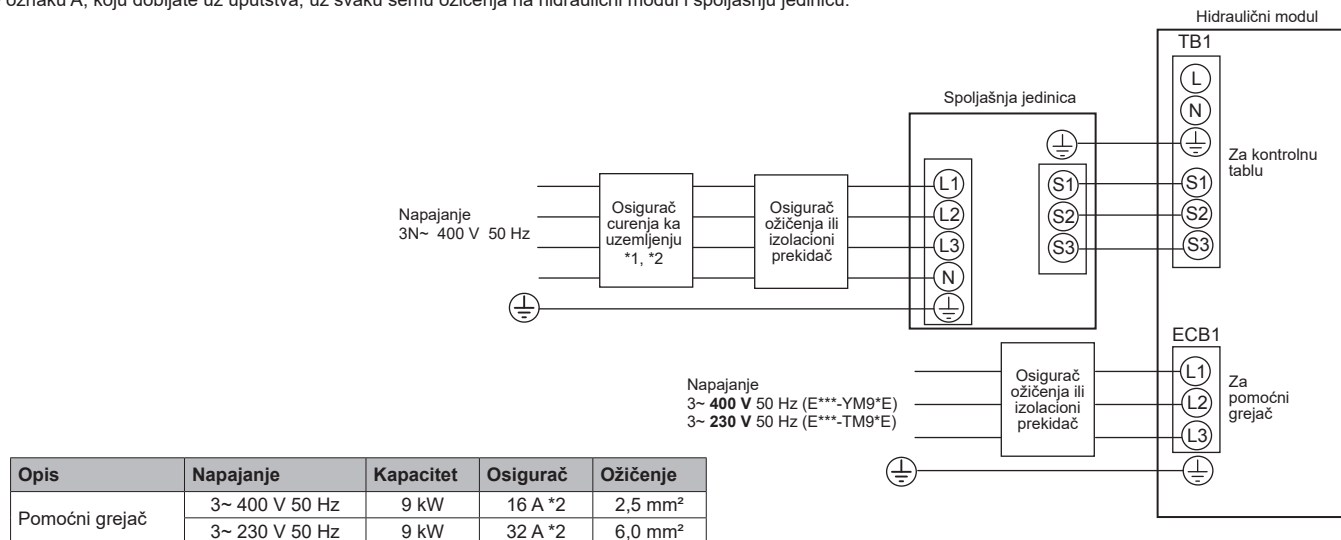 oznaku A, koju dobijate uz uputstva, uz svaku šemu ožičenja na hidraulični modul i spoljašnju jedinicu.
Hidraulični modul
TB1
L
N
Za kontrolnu
tablu
S1
S2
S3
Spoljašnja jedinica
L1
L2
L3
N
S1
S2
S3
Napajanje
3N~ 400 V 50 Hz
Osigurač
curenja ka
uzemljenju
*1, *2
Osigurač
ožičenja ili
izolacioni
prekidač
ECB1
L1
L2
L3
Za
pomoćni
grejač
Napajanje
3~ 400 V 50 Hz (E***-YM9*E)
3~ 230 V 50 Hz (E***-TM9*E)
Osigurač
ožičenja ili
izolacioni
prekidač
Opis Napajanje Kapacitet Osigurač Ožičenje
Pomoćni grejač
3~ 400 V 50 Hz 9 kW 16 A *2 2,5 mm²
3~ 230 V 50 Hz 9 kW 32 A *2 6,0 mm²